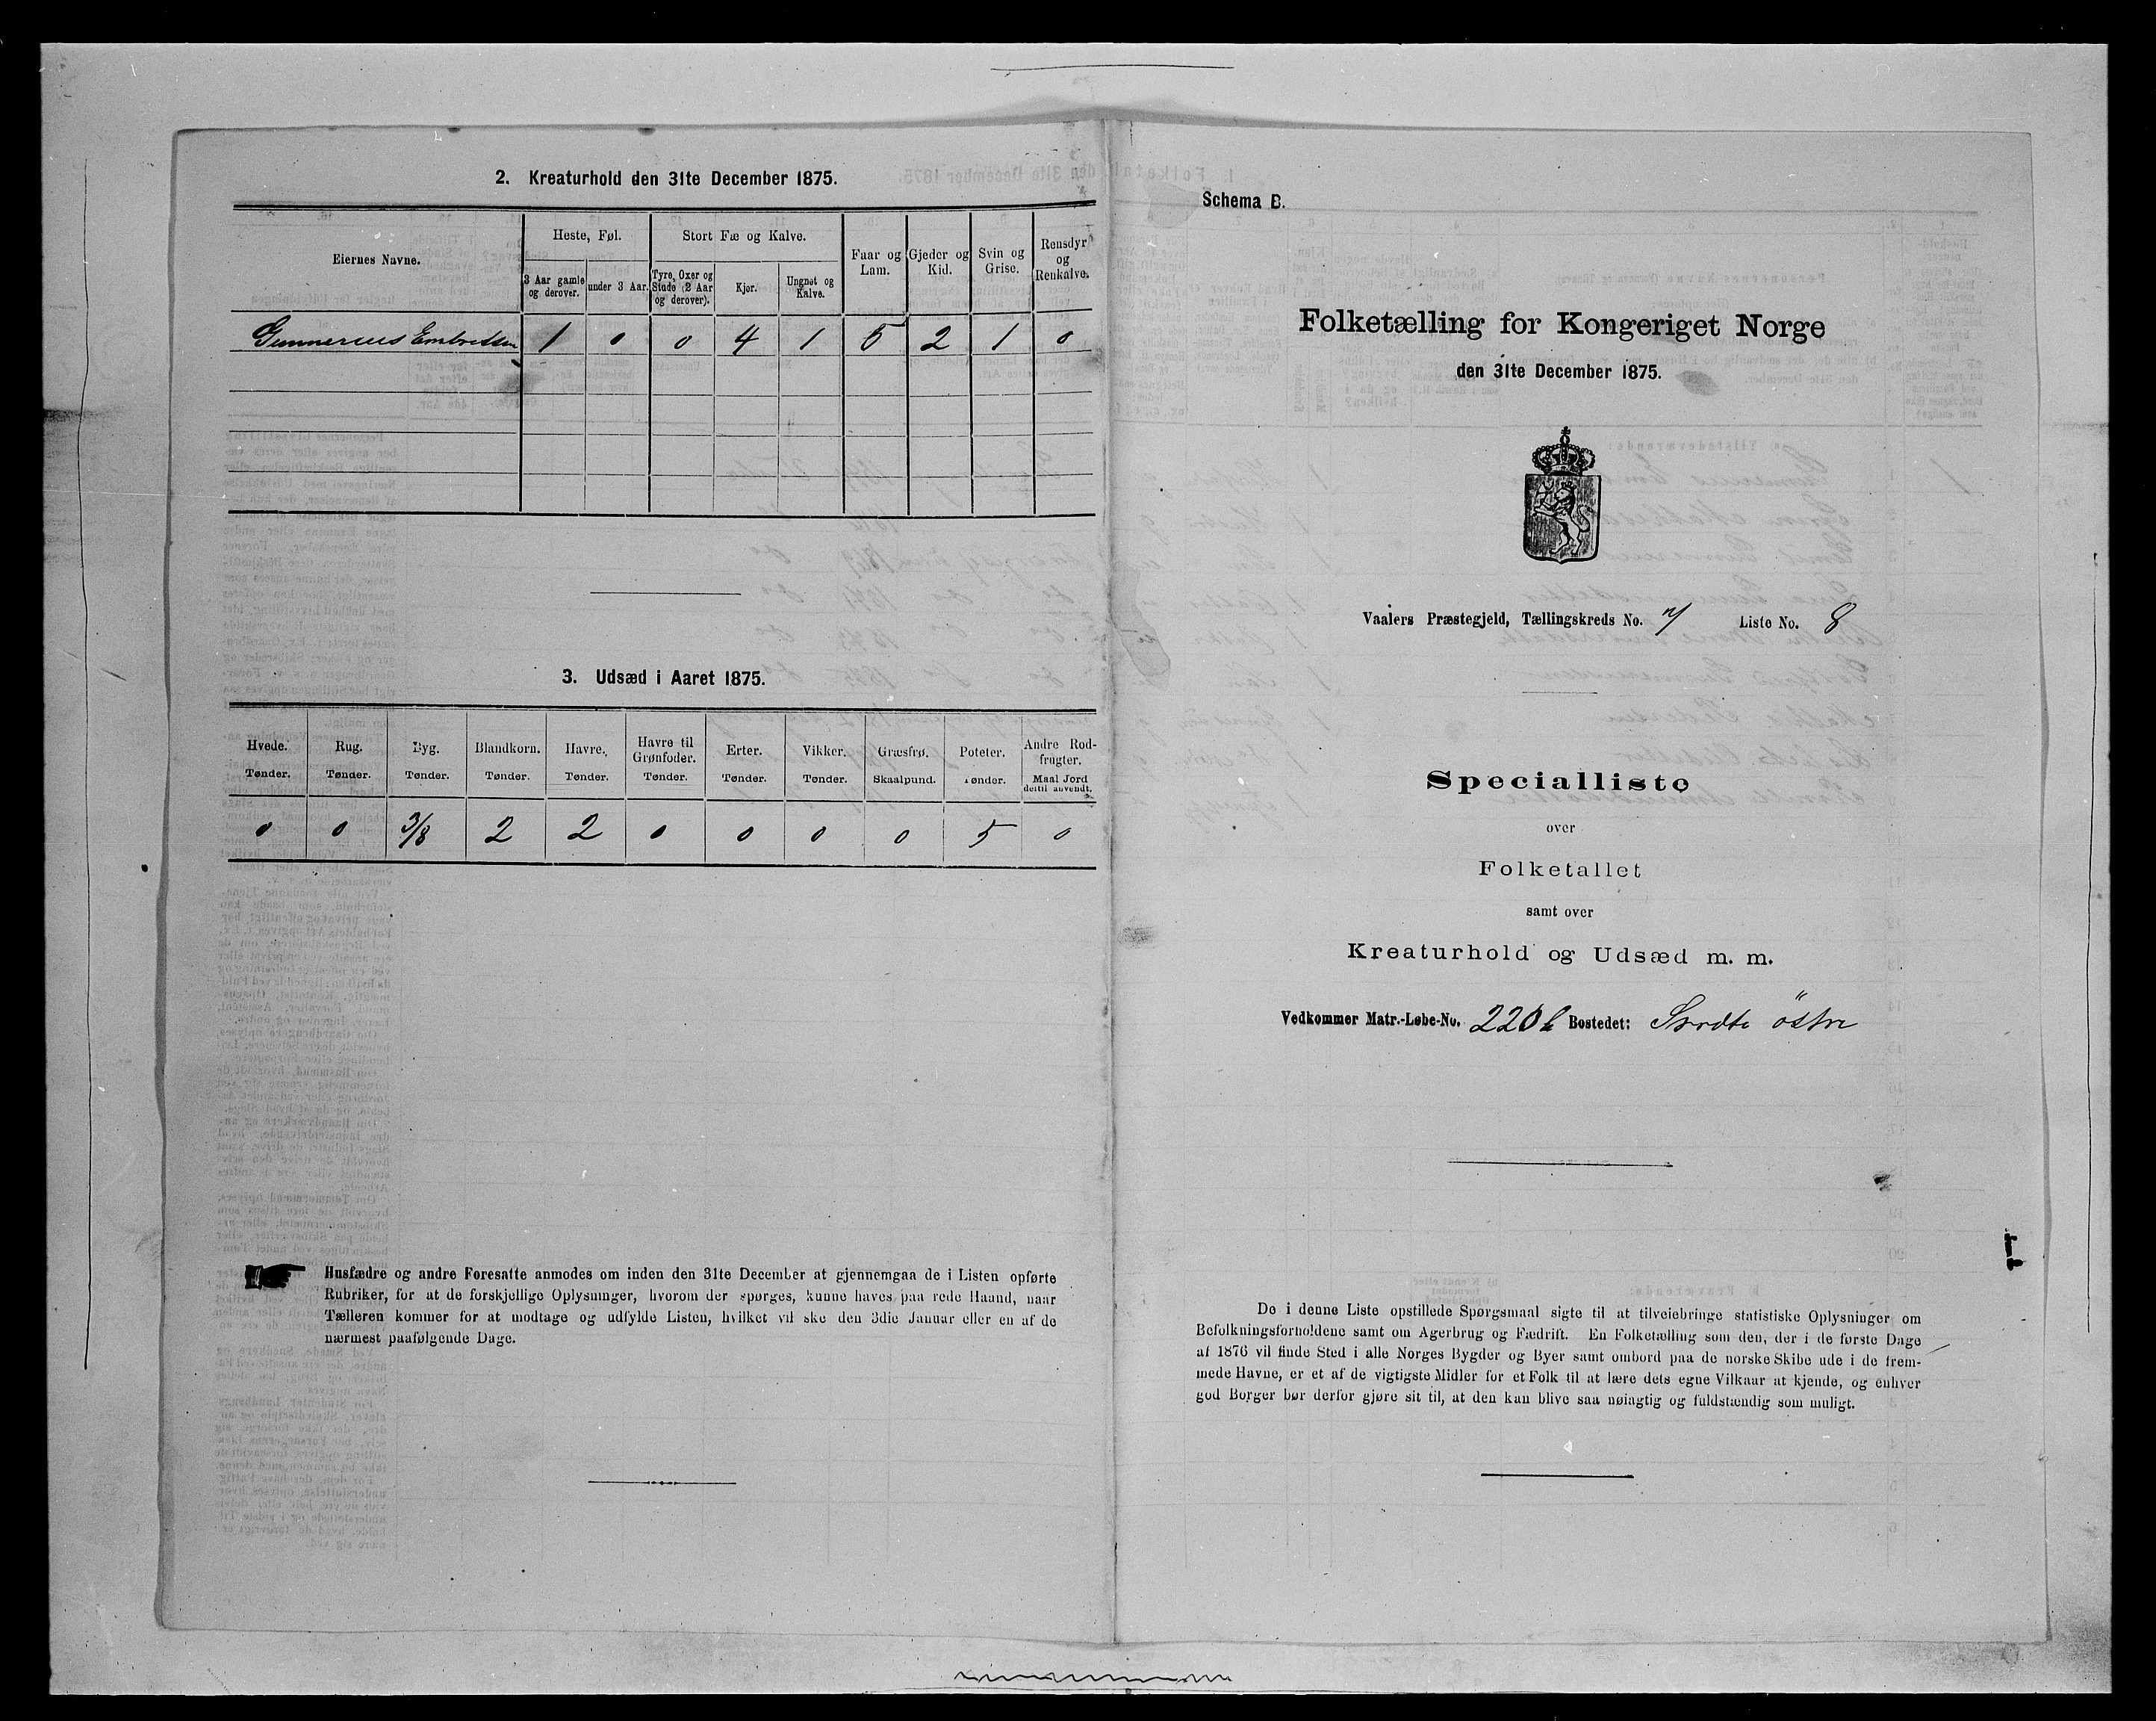 2. Kreaturhold den 31te December 1875.
Eiernes Navne.
Heste, Føl.
Stort Fæ og Kalve.
Faar og Lam.
Gjeder og Kid.
Svin og Grise.
Rensdyr og Renkalve.
3 Aar gamle og derover.
under 3 Aar.
Tyre, Oxer og Stude (2 Aar og derover).
Kjør.
Ungnøt og Kalve.
Gunnerius Embretsen 1 0 0 4 1 5 2 1 0
3. Udsæd i Aaret 1875.
Hvede. Rug. Byg. Blandkorn. Havre. Havre til Grønfoder. Erter. Vikker. Græsfrø. Poteter. Andre Rodfrugter.
Tønder. Tønder. Tønder. Tønder. Tønder. Tønder. Tønder. Tønder. Skaalpund. Tønder. Maal Jord dertil anvendt.
0 0 3/8 2 2 0 0 0 0 5 0
Husfædre og andre Foresatte anmodes om inden den 31te December at gjennemgaa de i Listen opførte
Rubriker, for at de forskjellige Oplysninger, hvorom der spørges, kunne haves paa rede Haand, naar
Tælleren kommer for at modtage og udfylde Listen, hvilket vil ske den 3die Januar eller en af de
nærmest paafølgende Dage.
Schema B.
Folketælling for Kongeriget Norge
den 31te December 1875.
Vaalers Præstegjeld, Tællingskreds No. Liste No. 8
Specialliste
over
Folketallet
samt over
Kreaturhold og Udsæd m. m.
Vedkommer Matr.-Løbe-No. 220b Bostedet: östre
De i denne Liste opstillede Spørgsmaal sigte til at tilveiebringe statistiske Oplysninger om
Befolkningsforholdene samt om Agerbrug og Fædrift. En Folketælling som den, der i de første Dage
af 1876 vil finde Sted i alle Norges Bygder og Byer samt ombord paa de norske Skibe ude i de frem-
mede Havne, er et af de vigtigste Midler for et Folk til at lære dets egne Vilkaar at kjende, og enhver
god Borger bør derfor gjøre sit til, at den kan blive saa nøiagtig og fuldstændig som muligt.